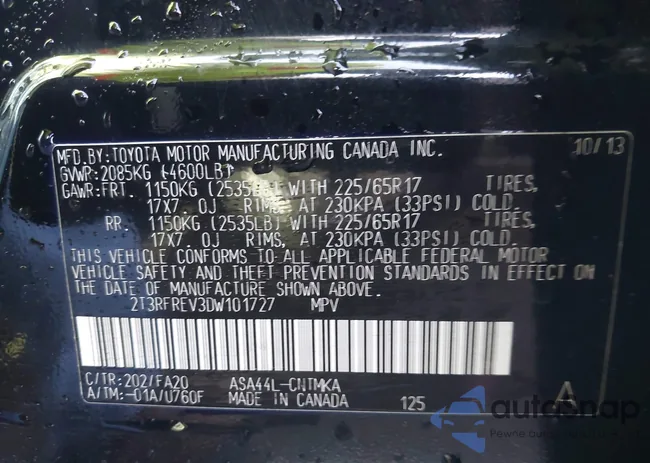 MFD.BY:TOYOTA MOTOR MANUFACTURING CANADA INC. 10/13
GVWR:2085KG (4600LB)
GAWR:FRT. 1150KG (2535LB) WITH 225/65R17 TIRES,
17X7.0J RIMS, AT 230KPA (33PSI) COLD.
RR. 1150KG (2535LB) WITH 225/65R17 TIRES,
17X7.0J RIMS, AT 230KPA (33PSI) COLD.
THIS VEHICLE CONFORMS TO ALL APPLICABLE FEDERAL MOTOR
VEHICLE SAFETY AND THEFT PREVENTION STANDARDS IN EFFECT ON
THE DATE OF MANUFACTURE SHOWN ABOVE.
2T3RFREV3DW101727 MPV
C/TR:202/FA20 ASA44L-CNTMKA
A/TM:-01A/U760F MADE IN CANADA 125 A
autosnap